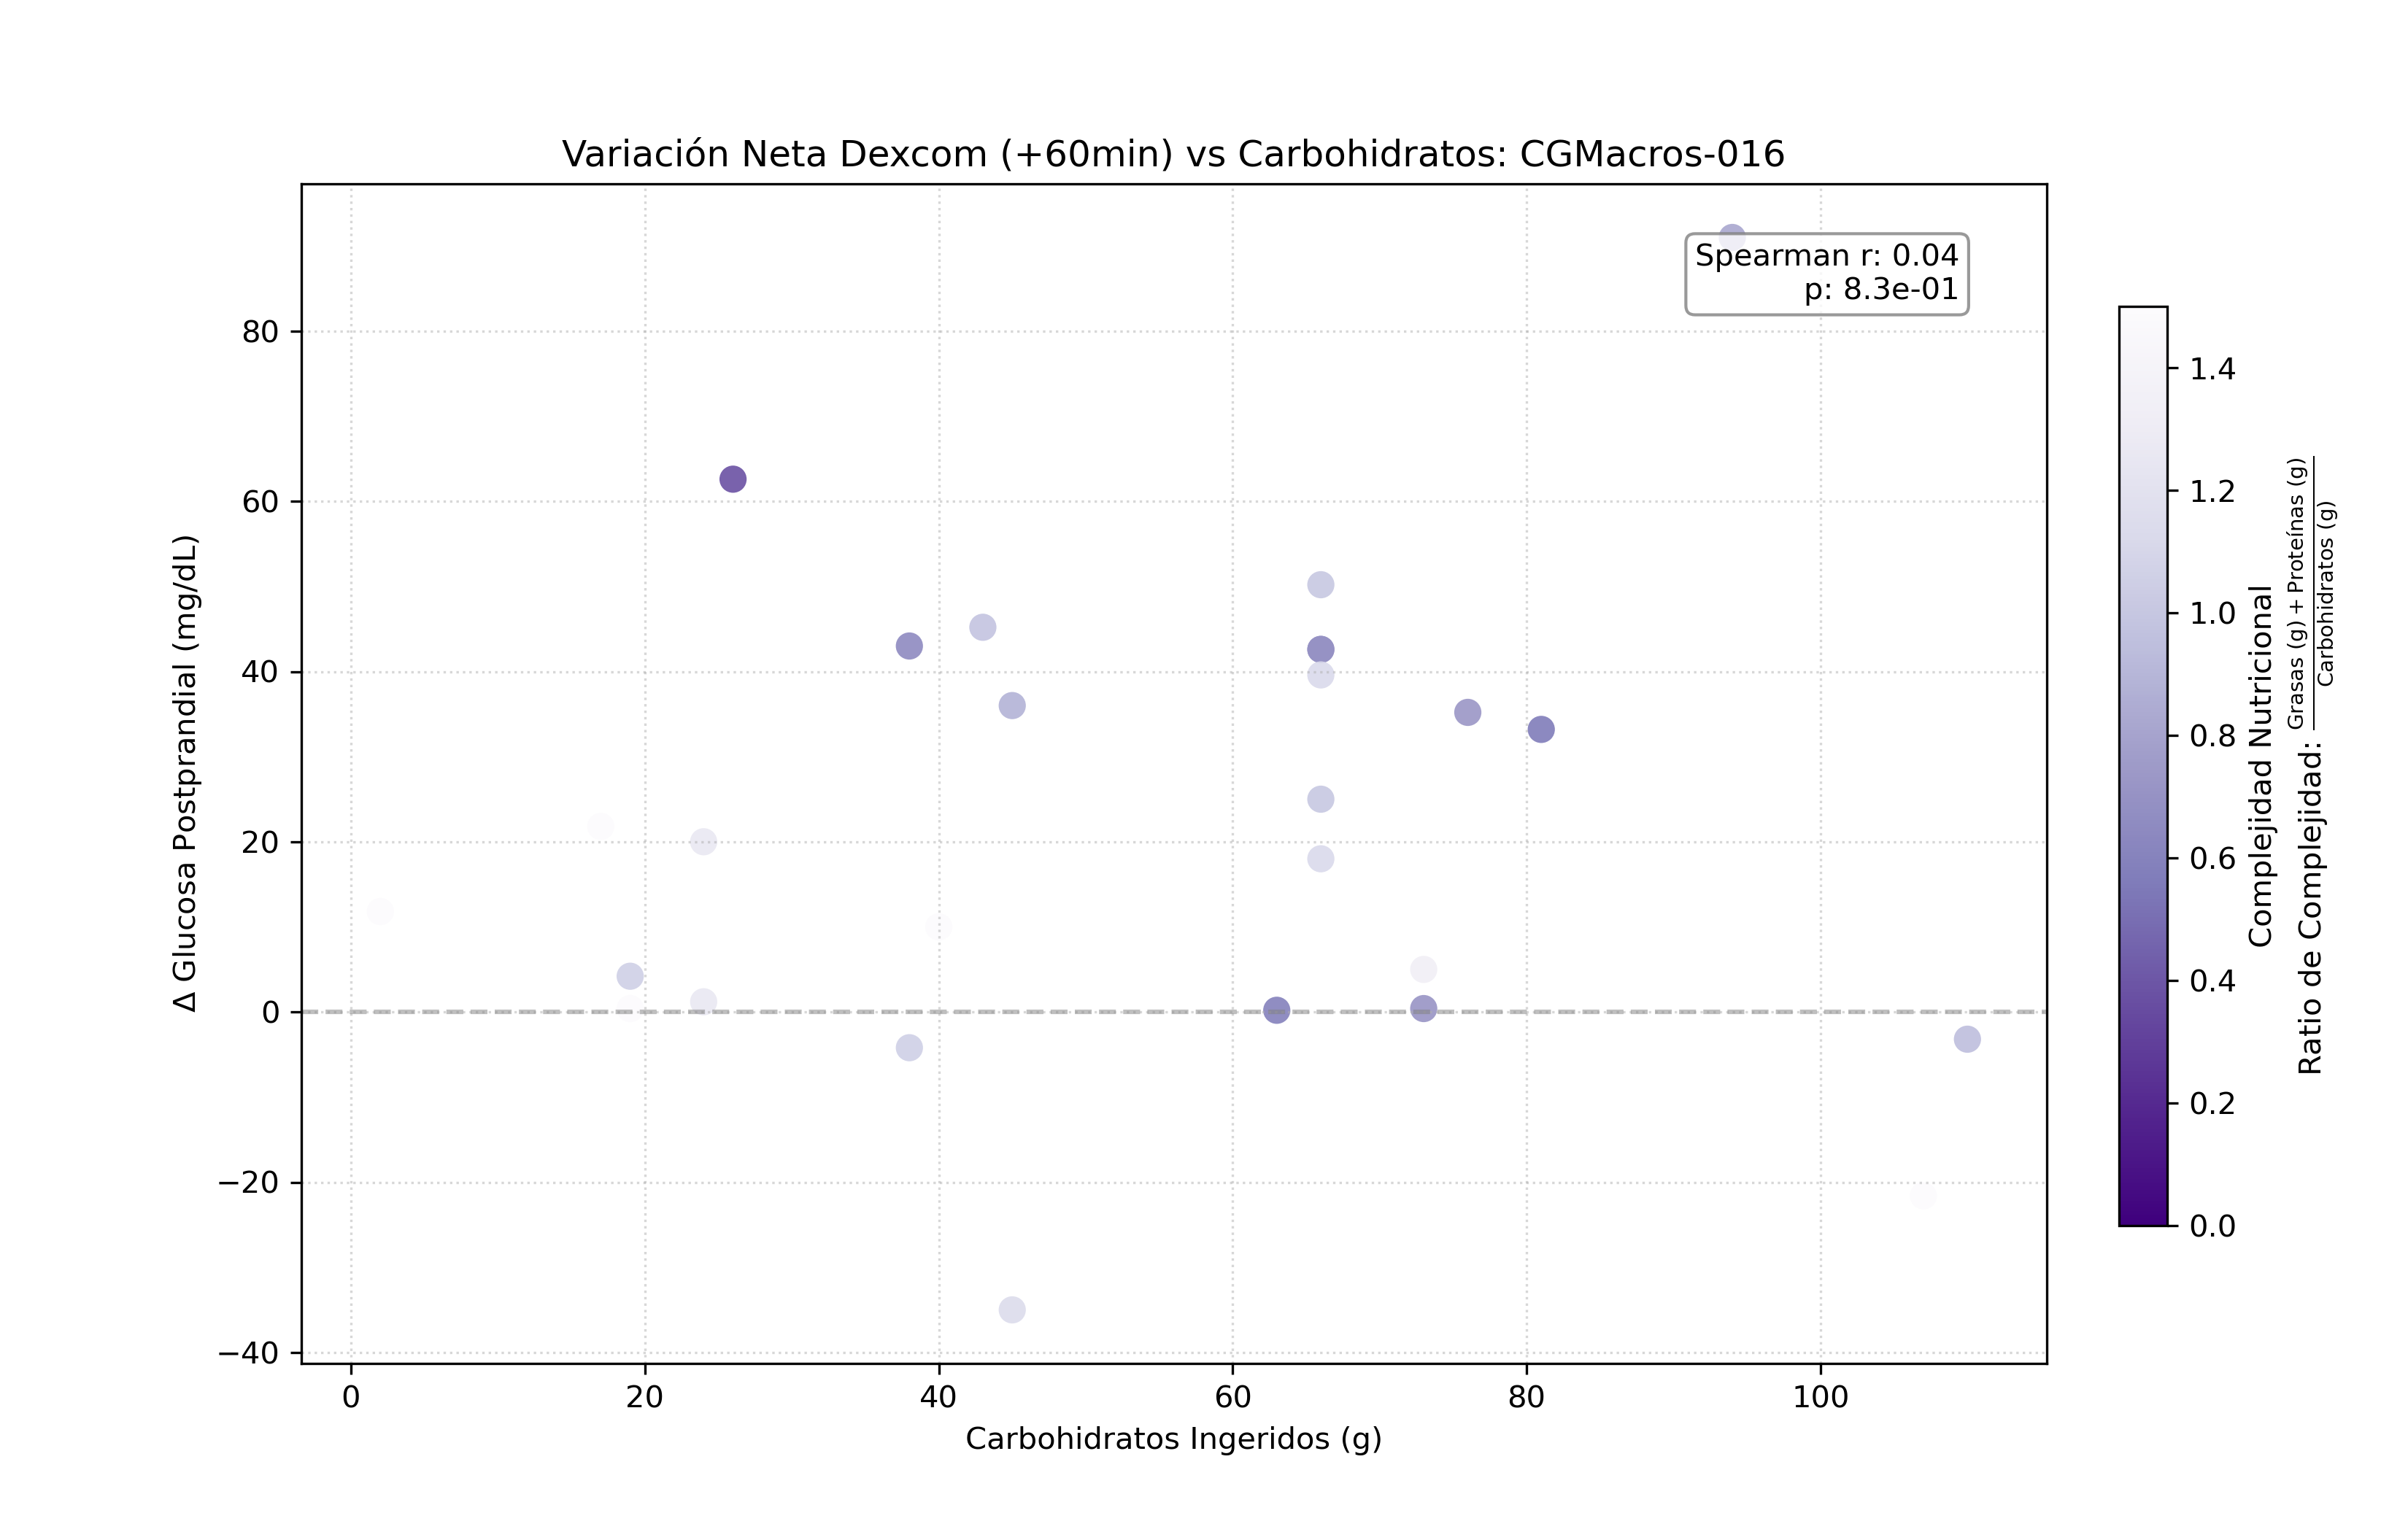 Variación Neta Dexcom (+60min) vs Carbohidratos: CGMacros-016
Spearman r: 0.04
p: 8.3e-01
Δ Glucosa Postprandial (mg/dL)
80
60
40
20
0
−20
−40
0
20
40
60
80
100
Carbohidratos Ingeridos (g)
1.4
1.2
1.0
0.8
0.6
0.4
0.2
0.0
Complejidad Nutricional
Ratio de Complejidad: Grasas (g) + Proteínas (g)
Carbohidratos (g)